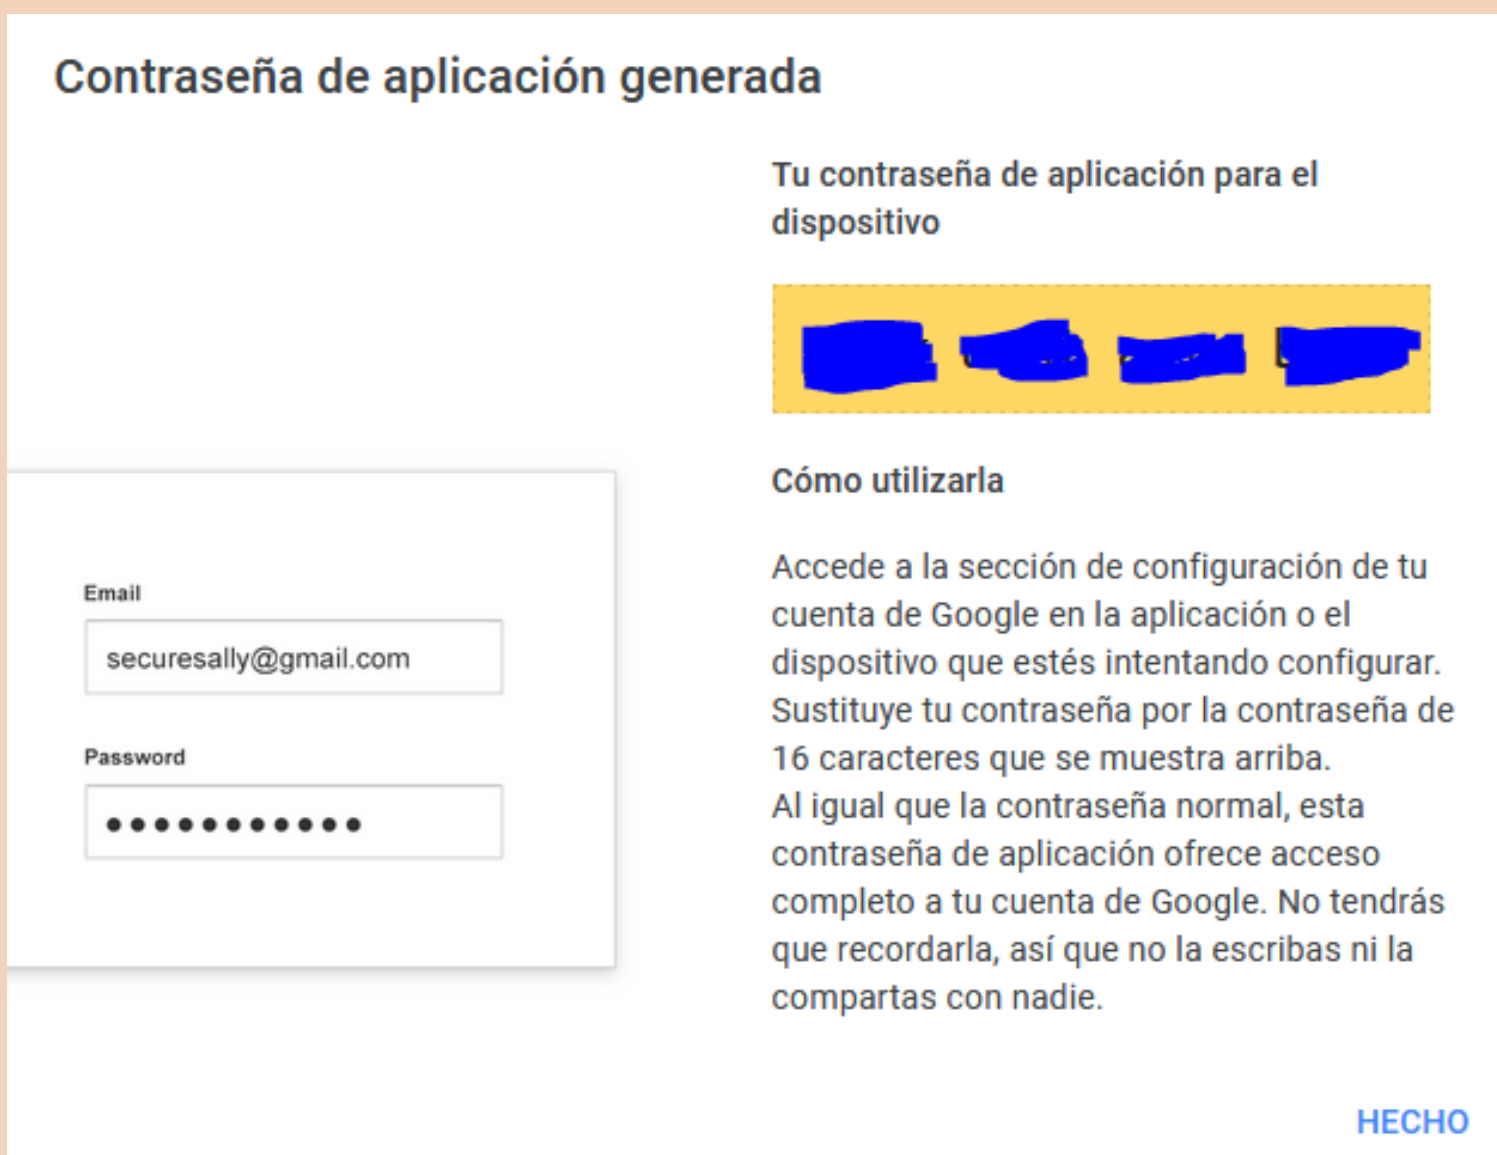 Contraseña de aplicación generada
Tu contraseña de aplicación para el
dispositivo
Email
securesally@gmail.com
Password
Cómo utilizarla
Accede a la sección de configuración de tu
cuenta de Google en la aplicación o el
dispositivo que estés intentando configurar.
Sustituye tu contraseña por la contraseña de
16 caracteres que se muestra arriba.
Al igual que la contraseña normal, esta
contraseña de aplicación ofrece acceso
completo a tu cuenta de Google. No tendrás
que recordarla, así que no la escribas ni la
compartas con nadie.
HECHO